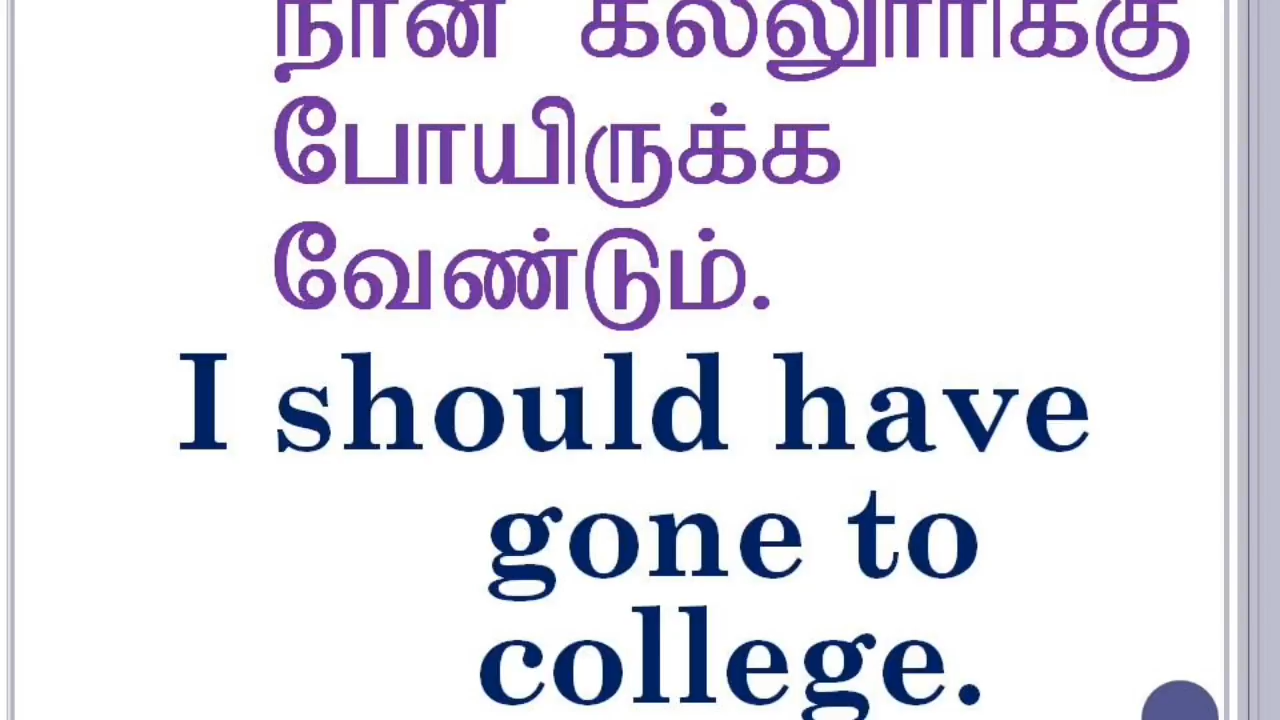 நான் கல்லூரிக்கு
போயிருக்க
வேண்டும்.
I should have
gone to
college.